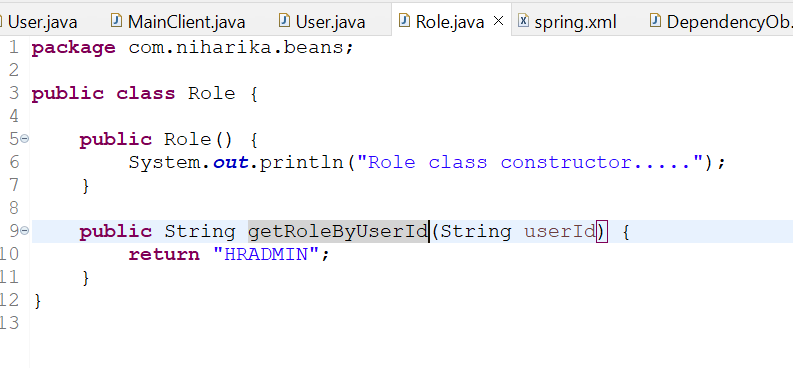 User.java MainClient.java User.java Role.java spring.xml DependencyOb.
1 package com.niharika.beans;
2
3 public class Role {
4
5 public Role() {
6 System.out.println("Role class constructor.....");
7 }
8
9 public String getRoleByUserId(String userId) {
10 return "HRADMIN";
11 }
12 }
13